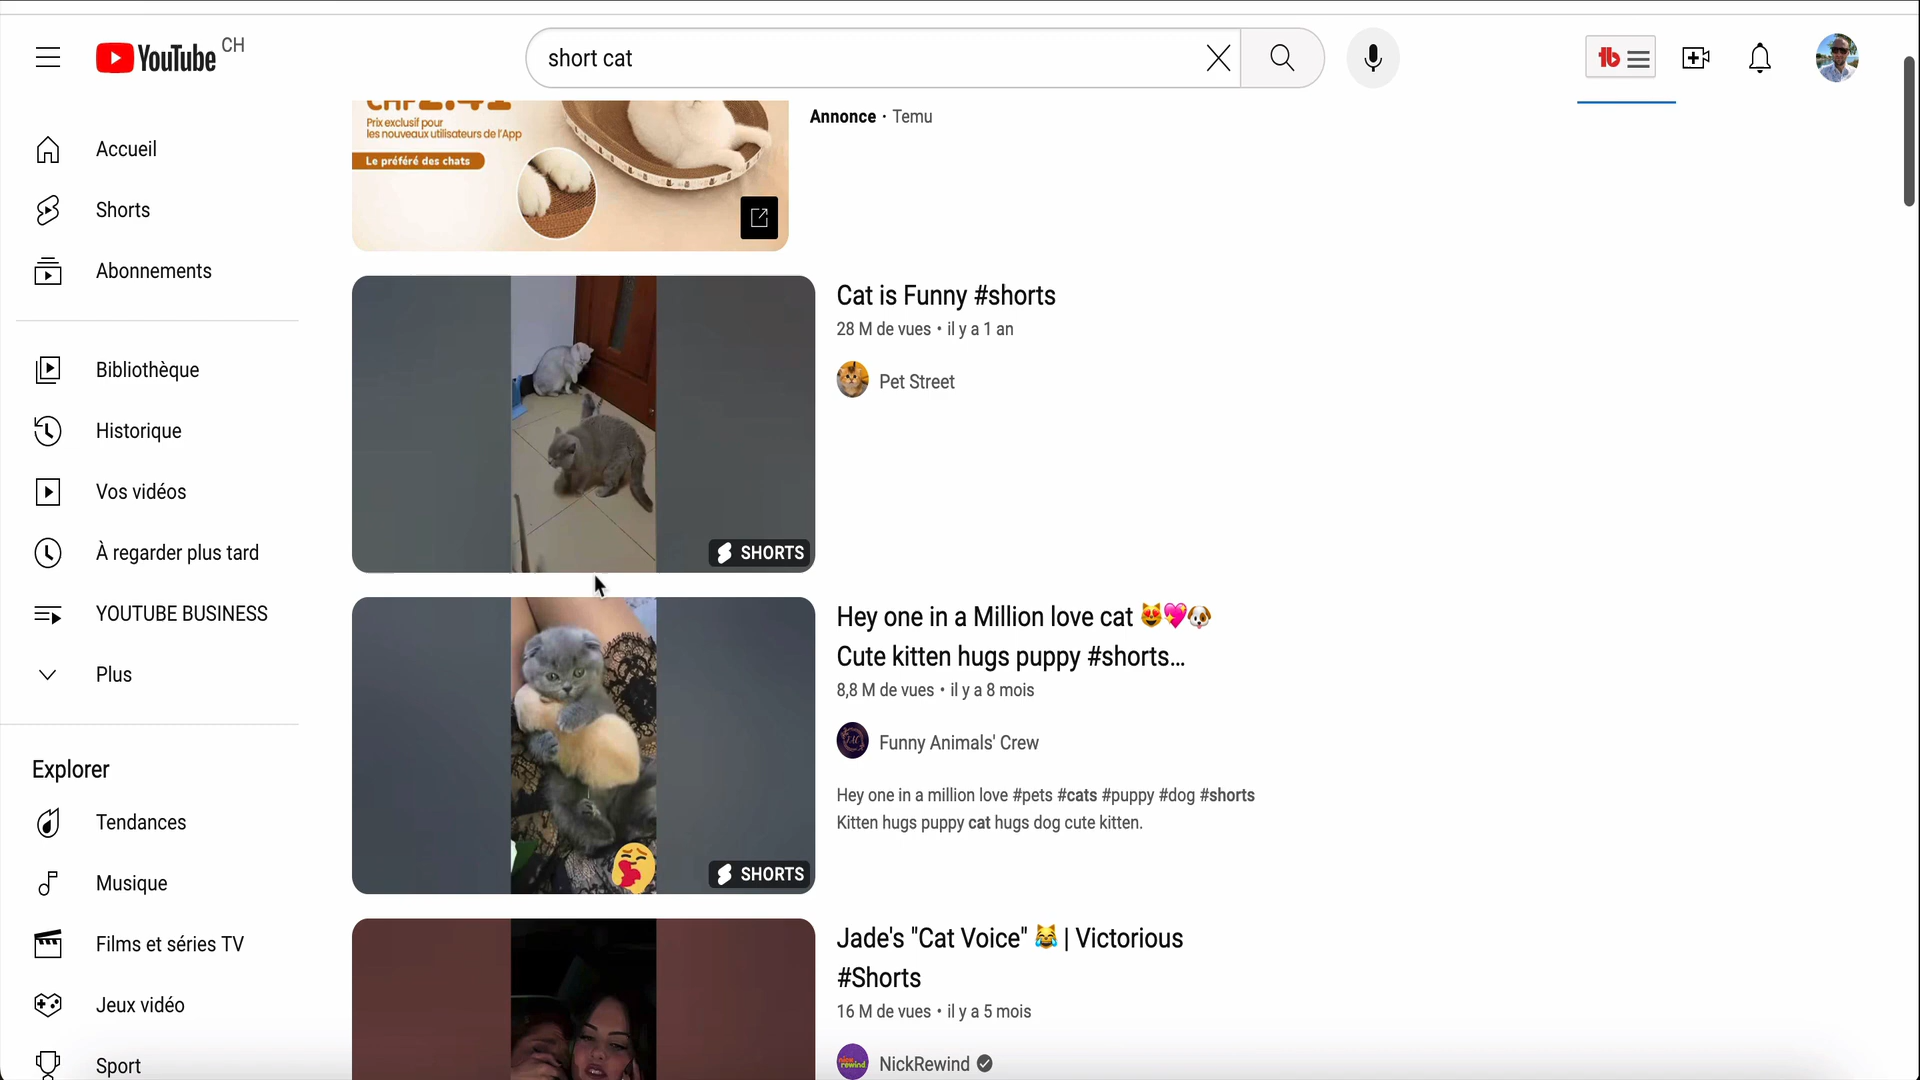 YouTube CH
short cat
Accueil
Shorts
Abonnements
Bibliothèque
Historique
Vos vidéos
À regarder plus tard
YOUTUBE BUSINESS
Plus
Explorer
Tendances
Musique
Films et séries TV
Jeux vidéo
Sport
CHF2.41
Prix exclusif pour
les nouveaux utilisateurs de l'App
Le préféré des chats
Annonce · Temu
SHORTS
Cat is Funny #shorts
28 M de vues • il y a 1 an
Pet Street
SHORTS
Hey one in a Million love cat 😻💖🐶
Cute kitten hugs puppy #shorts...
8,8 M de vues • il y a 8 mois
Funny Animals' Crew
Hey one in a million love #pets #cats #puppy #dog #shorts
Kitten hugs puppy cat hugs dog cute kitten.
Jade's "Cat Voice" 😹 | Victorious
#Shorts
16 M de vues • il y a 5 mois
NickRewind